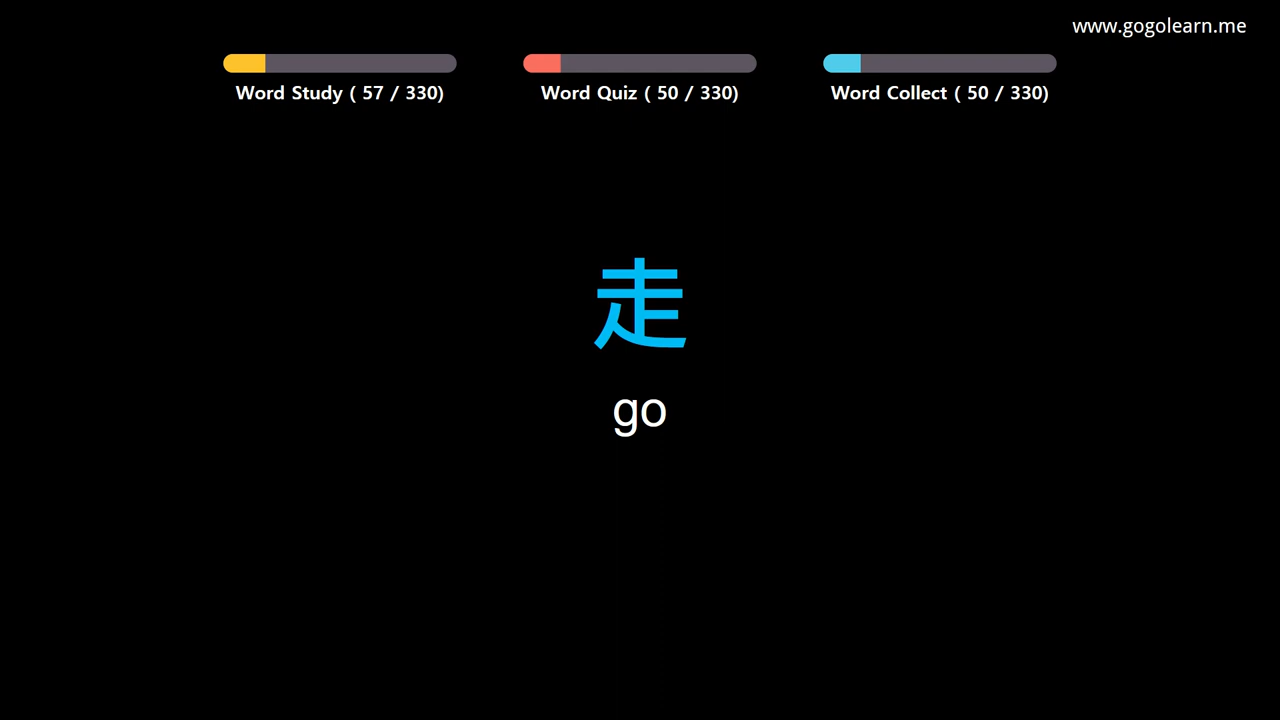 www.gogolearn.me
Word Study ( 57 / 330)
Word Quiz ( 50 / 330)
Word Collect ( 50 / 330)
走
go